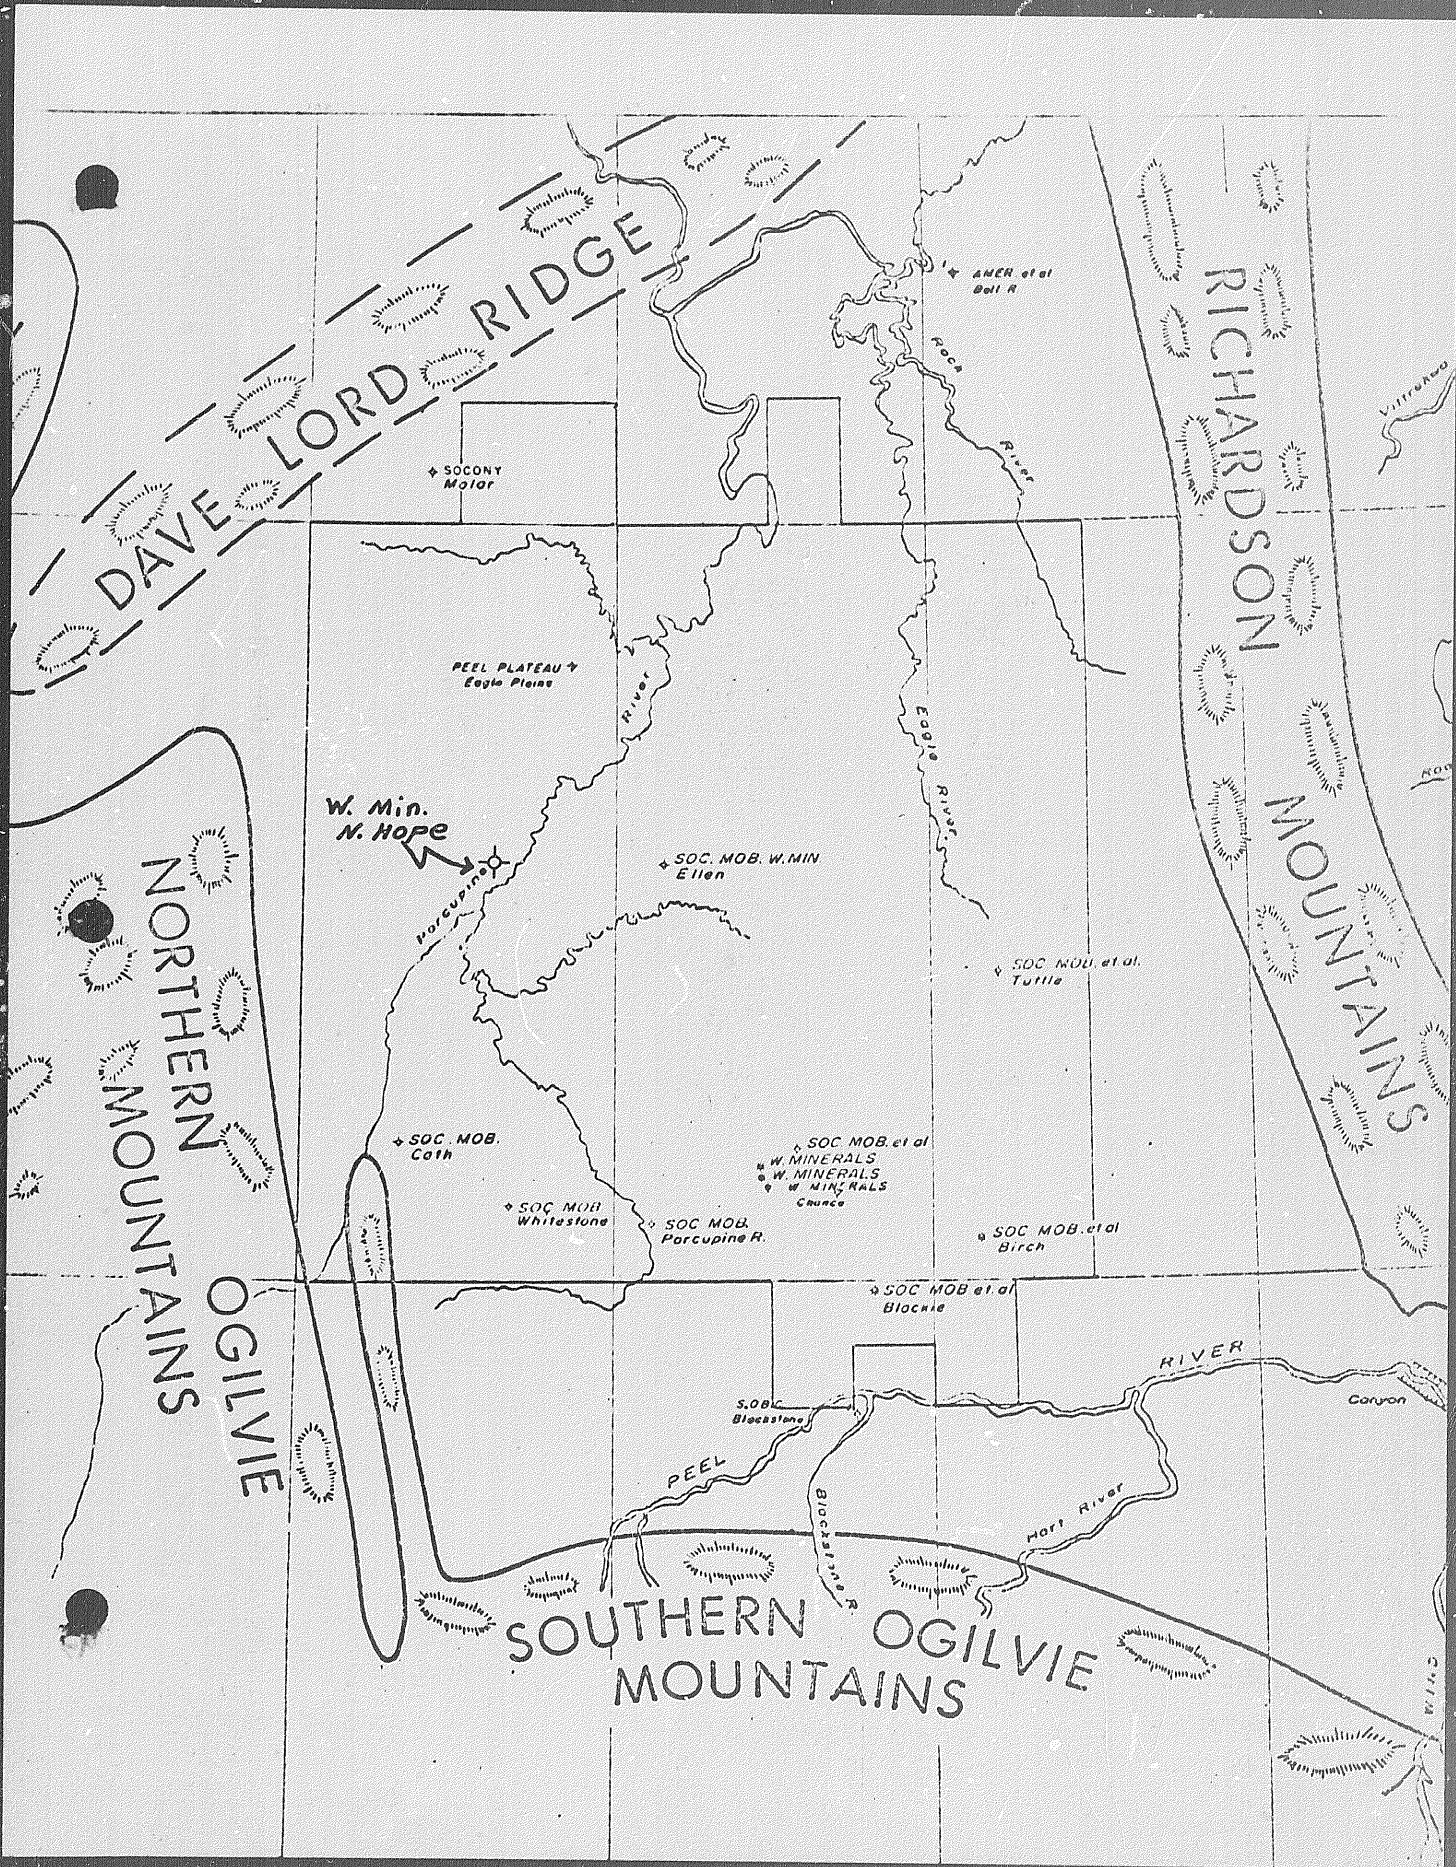 DAVE LORD RIDGE
AMER et al
Bell R
Rock
River
RICHARDSON
MOUNTAINS
SOCONY
Molar
PEEL PLATEAU
Eagle Plains
River
Eagle
River
W. Min.
N. Hope
Porcupine
SOC. MOB. W. MIN
Ellen
SOC MOB. et al.
Tuttle
NORTHERN
MOUNTAINS
OGILVIE
SOC. MOB.
Cath
SOC MOB. et al
W. MINERALS
W. MINERALS
W MINERALS
Chance
SOC MOB
Whitestone
SOC MOB.
Porcupine R.
SOC MOB. et al
Birch
SOC MOB et. al
Blackie
RIVER
Canyon
Blackstone
PEEL
Blackstone R
Hart River
SOUTHERN OGILVIE
MOUNTAINS